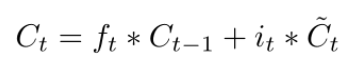 C_t = f_t * C_{t-1} + i_t * \tilde{C}_t